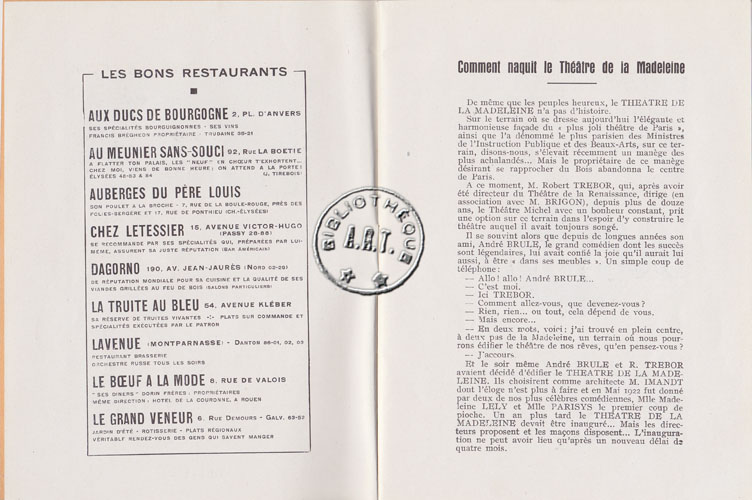 LES BONS RESTAURANTS
AUX DUCS DE BOURGOGNE 2, PL. D'ANVERS
SES SPÉCIALITÉS BOURGUIGNONNES - SES VINS
FRANCIS BREGHEON PROPRIÉTAIRE - TRUDAINE 35-21
AU MEUNIER SANS-SOUCI 92, RUE LA BOETIE
A FLATTER TON PALAIS, LES "NEUF" EN CHŒUR T'EXHORTENT...
CHEZ MOI, VIENS DE BONNE HEURE; ON ATTEND A LA PORTE!
ÉLYSÉES 48-83 & 84 (J. TIREBOIS)
AUBERGES DU PÈRE LOUIS
SON POULET A LA BROCHE - 7, RUE DE LA BOULE-ROUGE, PRÈS DES
FOLIES-BERGÈRE ET 17, RUE DE PONTHIEU (CH.-ÉLYSÉES)
CHEZ LETESSIER 15, AVENUE VICTOR-HUGO
(PASSY 26-88)
SE RECOMMANDE PAR SES SPÉCIALITÉS QUI, PRÉPARÉES PAR LUI-
MEME, ASSURENT SA JUSTE RÉPUTATION (BAR AMÉRICAIN)
DAGORNO 190, AV. JEAN-JAURÈS (NORD 02-29)
DE RÉPUTATION MONDIALE POUR SA CUISINE ET LA QUALITÉ DE SES
VIANDES GRILLÉES AU FEU DE BOIS (SALONS PARTICULIERS)
LA TRUITE AU BLEU 54, AVENUE KLÉBER
SA RÉSERVE DE TRUITES VIVANTES -:- PLATS SUR COMMANDE ET
SPÉCIALITÉS EXÉCUTÉES PAR LE PATRON
LAVENUE (MONTPARNASSE) - DANTON 86-01, 02, 03
RESTAURANT BRASSERIE
ORCHESTRE RUSSE TOUS LES SOIRS
LE BŒUF A LA MODE 8, RUE DE VALOIS
"SES DINERS" DORIN FRÈRES: PROPRIÉTAIRES
MÊME DIRECTION: HOTEL DE LA COURONNE, A ROUEN
LE GRAND VENEUR 6, RUE DEMOURS - GALV. 63-52
JARDIN D'ÉTÉ - ROTISSERIE - PLATS RÉGIONAUX
VÉRITABLE RENDEZ-VOUS DES GENS QUI SAVENT MANGER
BIBLIOTHÈQUE
A.R.T.
Comment naquit le Théâtre de la Madeleine
De même que les peuples heureux, le THEATRE DE
LA MADELEINE n'a pas d'histoire.
Sur le terrain où se dresse aujourd'hui l'élégante et
harmonieuse façade du « plus joli théâtre de Paris »,
ainsi que l'a dénommé le plus parisien des Ministres
de l'Instruction Publique et des Beaux-Arts, sur ce ter-
rain, disons-nous, s'élevait récemment un manège des
plus achalandés... Mais le propriétaire de ce manège
désirant se rapprocher du Bois abandonna le centre
de Paris.
A ce moment, M. Robert TREBOR, qui, après avoir
été directeur du Théâtre de la Renaissance, dirige (en
association avec M. BRIGON), depuis plus de douze
ans, le Théâtre Michel avec un bonheur constant, prit
une option sur ce terrain dans l'espoir d'y construire le
théâtre auquel il avait toujours songé.
Il se souvint alors que depuis de longues années son
ami, André BRULE, le grand comédien dont les succès
sont légendaires, lui avait confié la joie qu'il aurait lui
aussi, à être « dans ses meubles ». Un simple coup de
téléphone:
— Allo! allo! André BRULE...
— C'est moi.
— Ici TREBOR.
— Comment allez-vous, que devenez-vous?
— Rien, rien... ou tout, cela dépend de vous.
— Mais encore...
— En deux mots, voici: j'ai trouvé en plein centre,
à deux pas de la Madeleine, un terrain où nous pour-
rons édifier le théâtre de nos rêves, qu'en pensez-vous?
— J'accours.
Et le soir même André BRULE et R. TREBOR
avaient décidé d'édifier le THEATRE DE LA MADE-
LEINE. Ils choisirent comme architecte M. IMANDT
dont l'éloge n'est plus à faire et en Mai 1922 fut donné
par deux de nos plus célèbres comédiennes, Mlle Made-
leine LELY et Mlle PARISYS le premier coup de
pioche. Un an plus tard le THEATRE DE LA
MADELEINE devait être inauguré... Mais les direc-
teurs proposent et les maçons disposent... L'inaugura-
tion ne peut avoir lieu qu'après un nouveau délai de
quatre mois.